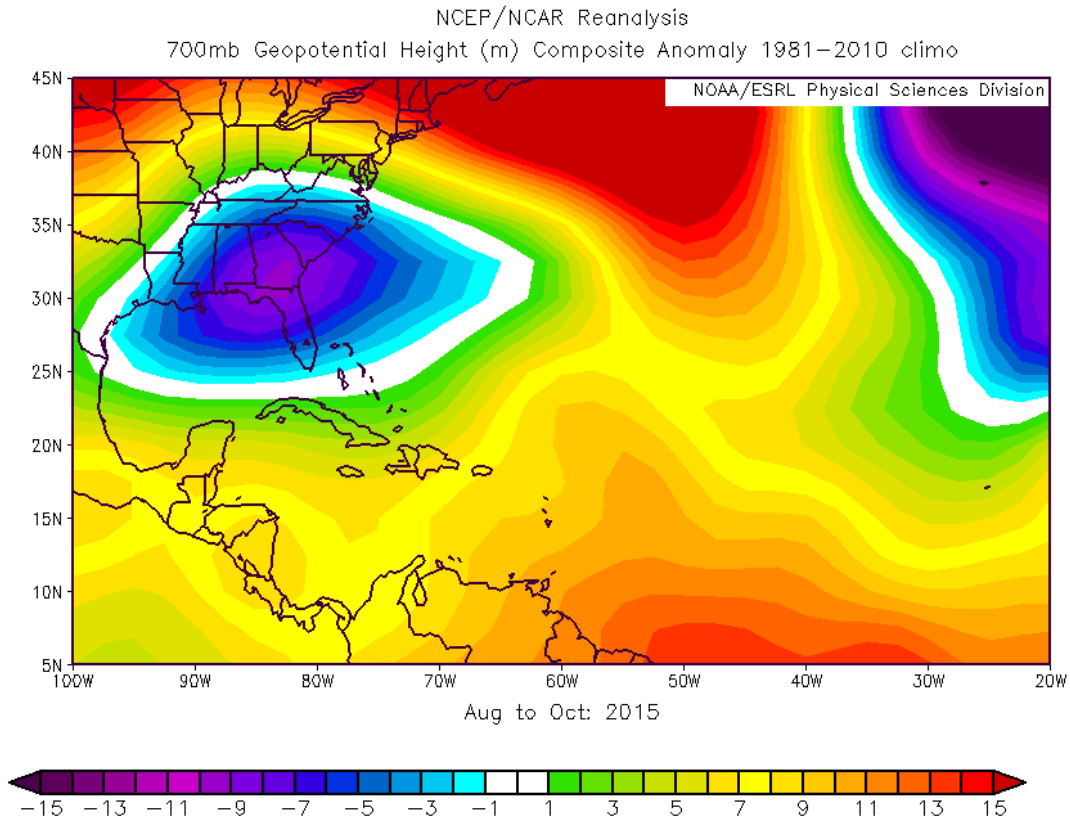 NCEP/NCAR Reanalysis
700mb Geopotential Height (m) Composite Anomaly 1981−2010 climo
NOAA/ESRL Physical Sciences Division
45N
40N
35N
30N
25N
20N
15N
10N
5N
100W 90W 80W 70W 60W 50W 40W 30W 20W
Aug to Oct: 2015
−15 −13 −11 −9 −7 −5 −3 −1 1 3 5 7 9 11 13 15